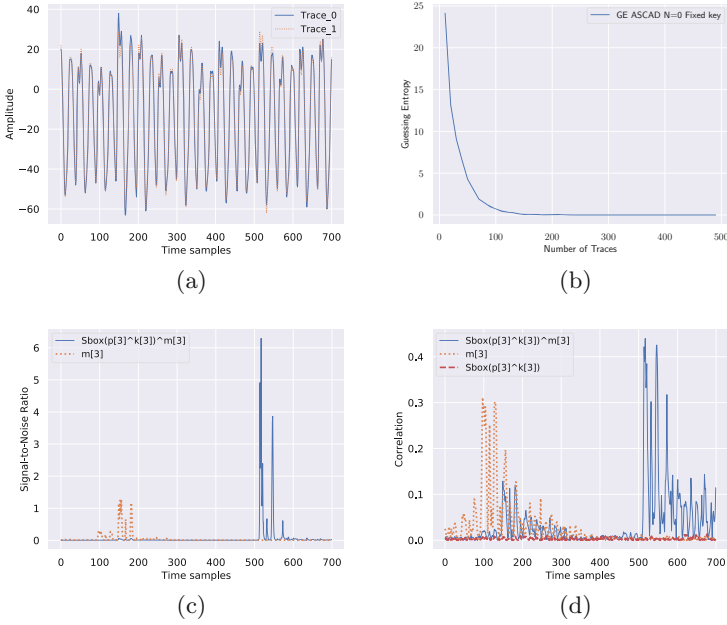 Trace_0
Trace_1
40
20
0
−20
−40
−60
Amplitude
0 100 200 300 400 500 600 700
Time samples
(a)
GE ASCAD N=0 Fixed key
25
20
15
10
5
0
Guessing Entropy
0 100 200 300 400 500
Number of Traces
(b)
Sbox(p[3]^k[3])^m[3]
m[3]
6
5
4
3
2
1
0
Signal-to-Noise Ratio
0 100 200 300 400 500 600 700
Time samples
(c)
Sbox(p[3]^k[3])^m[3]
m[3]
Sbox(p[3]^k[3])
0.4
0.3
0.2
0.1
0.0
Correlation
0 100 200 300 400 500 600 700
Time samples
(d)